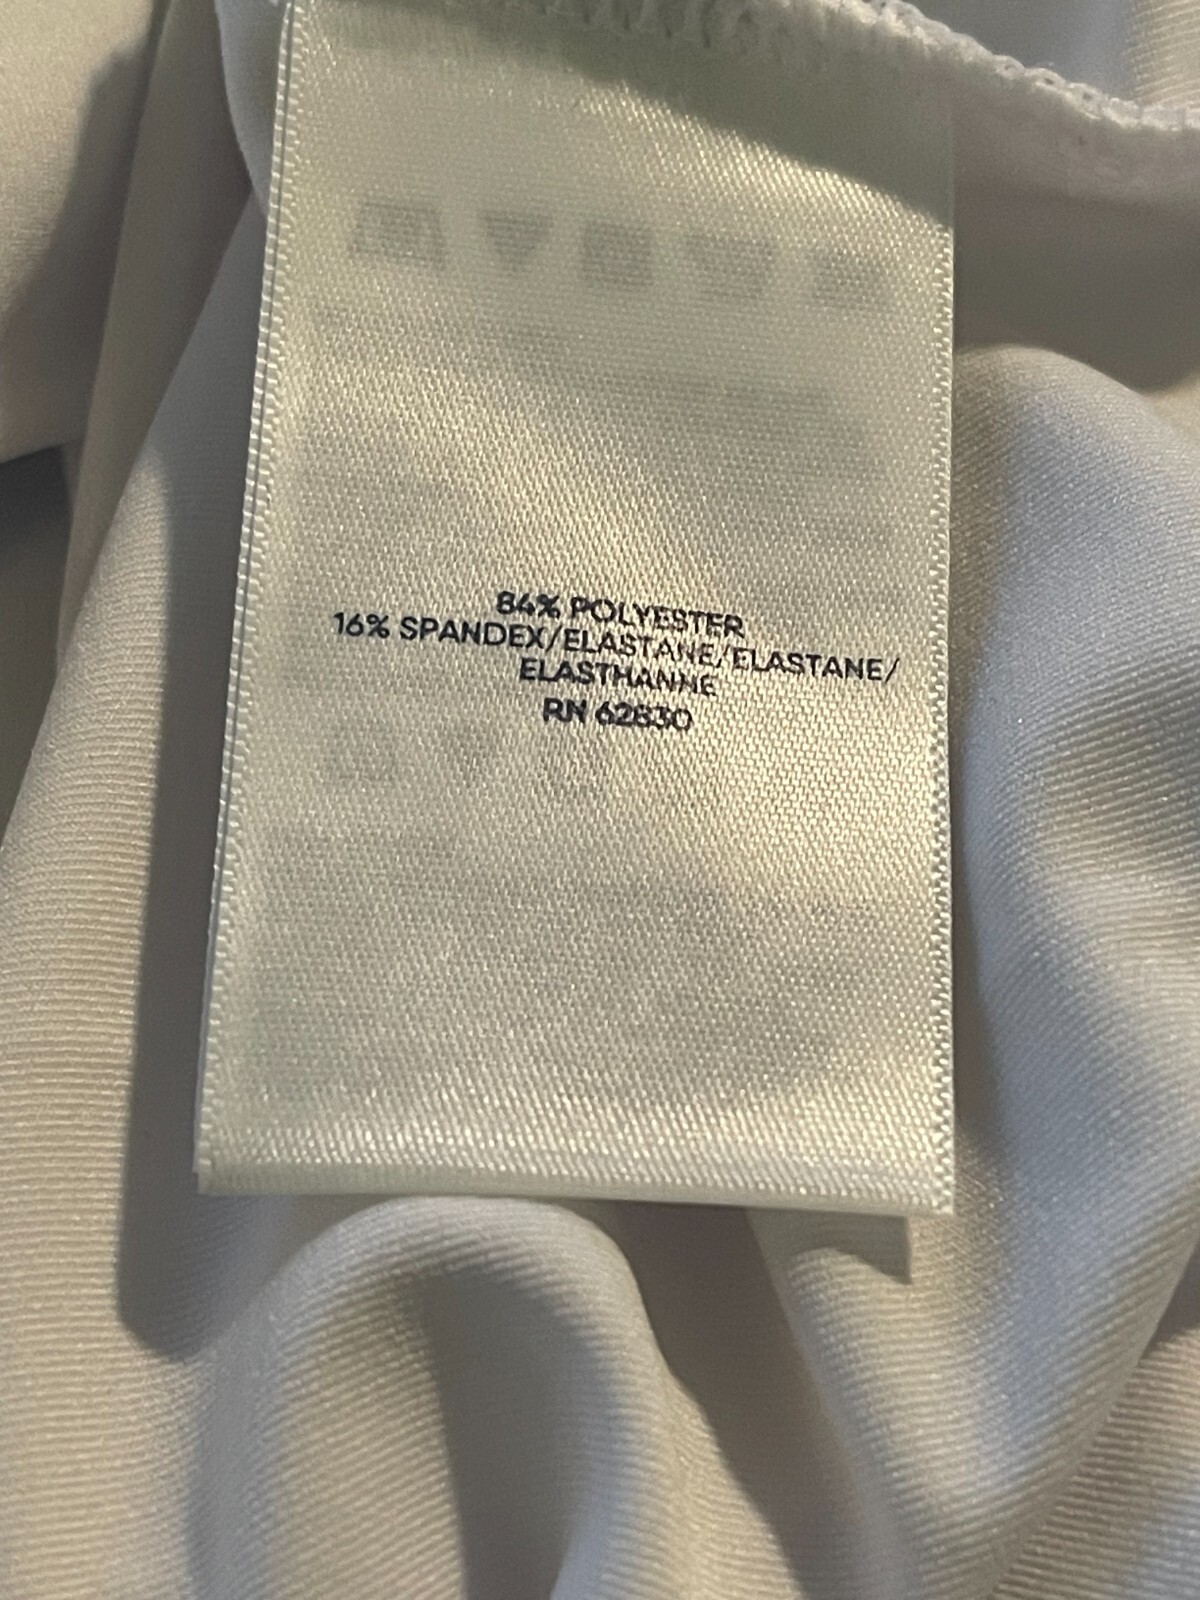 84% POLYESTER
16% SPANDEX/ELASTANE/ELASTANE/
ELASTHANNE
RN 62830